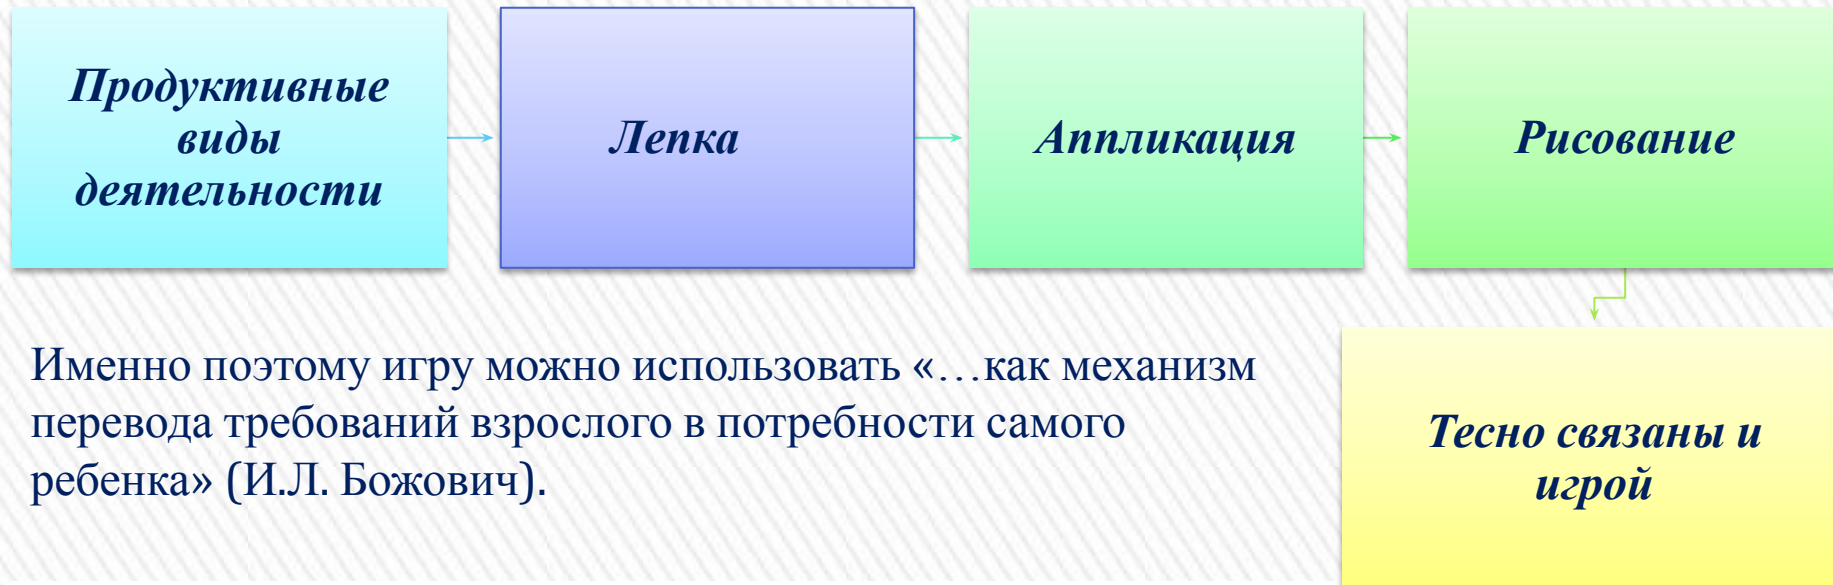 Продуктивные
виды
деятельности
Лепка
Аппликация
Рисование
Именно поэтому игру можно использовать «…как механизм
перевода требований взрослого в потребности самого
ребенка» (И.Л. Божович).
Тесно связаны и
игрой